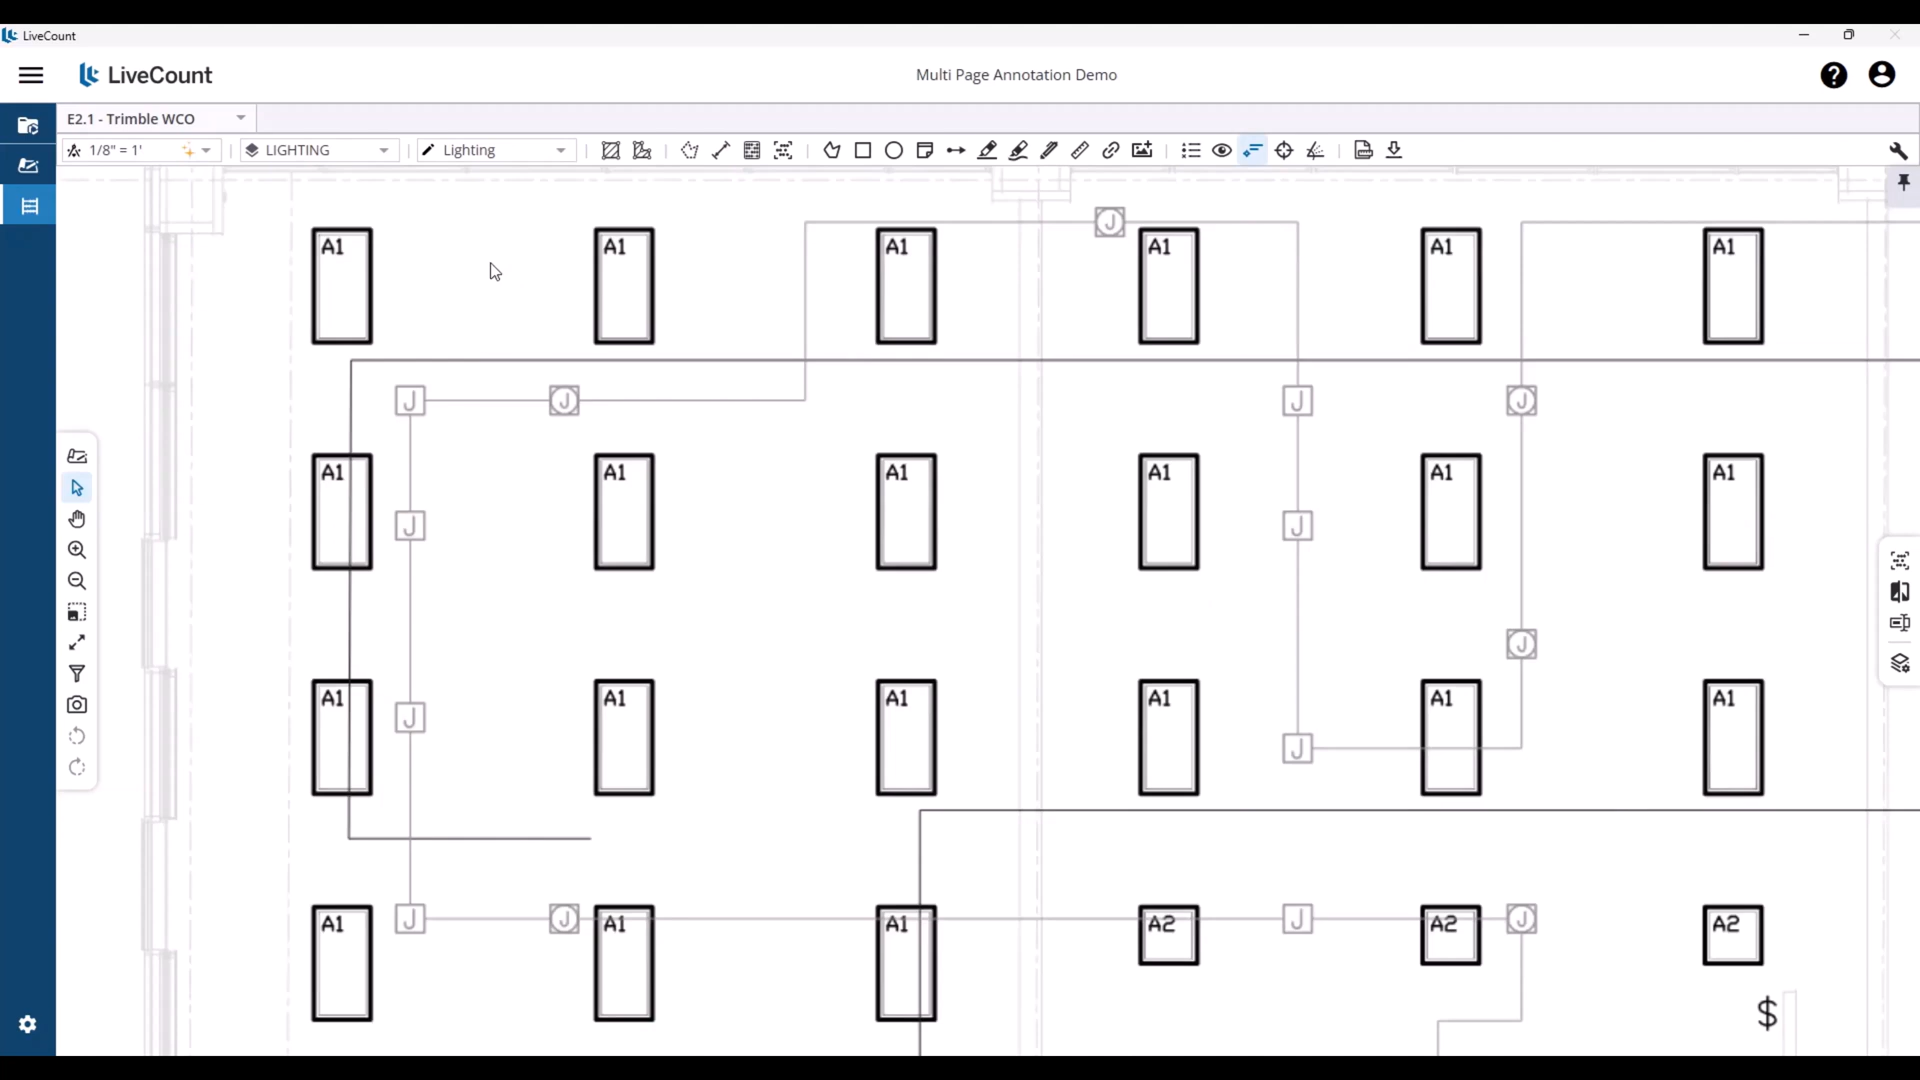 LiveCount
LiveCount
Multi Page Annotation Demo
E2.1 - Trimble WCO
1/8" = 1'
LIGHTING
Lighting
J
A1 A1 A1 A1 A1 A1
J J J J
A1 A1 A1 A1 A1 A1
J J
J
A1 A1 A1 A1 A1 A1
J J
A1 J J A1 A1 A2 J A2 J A2
$